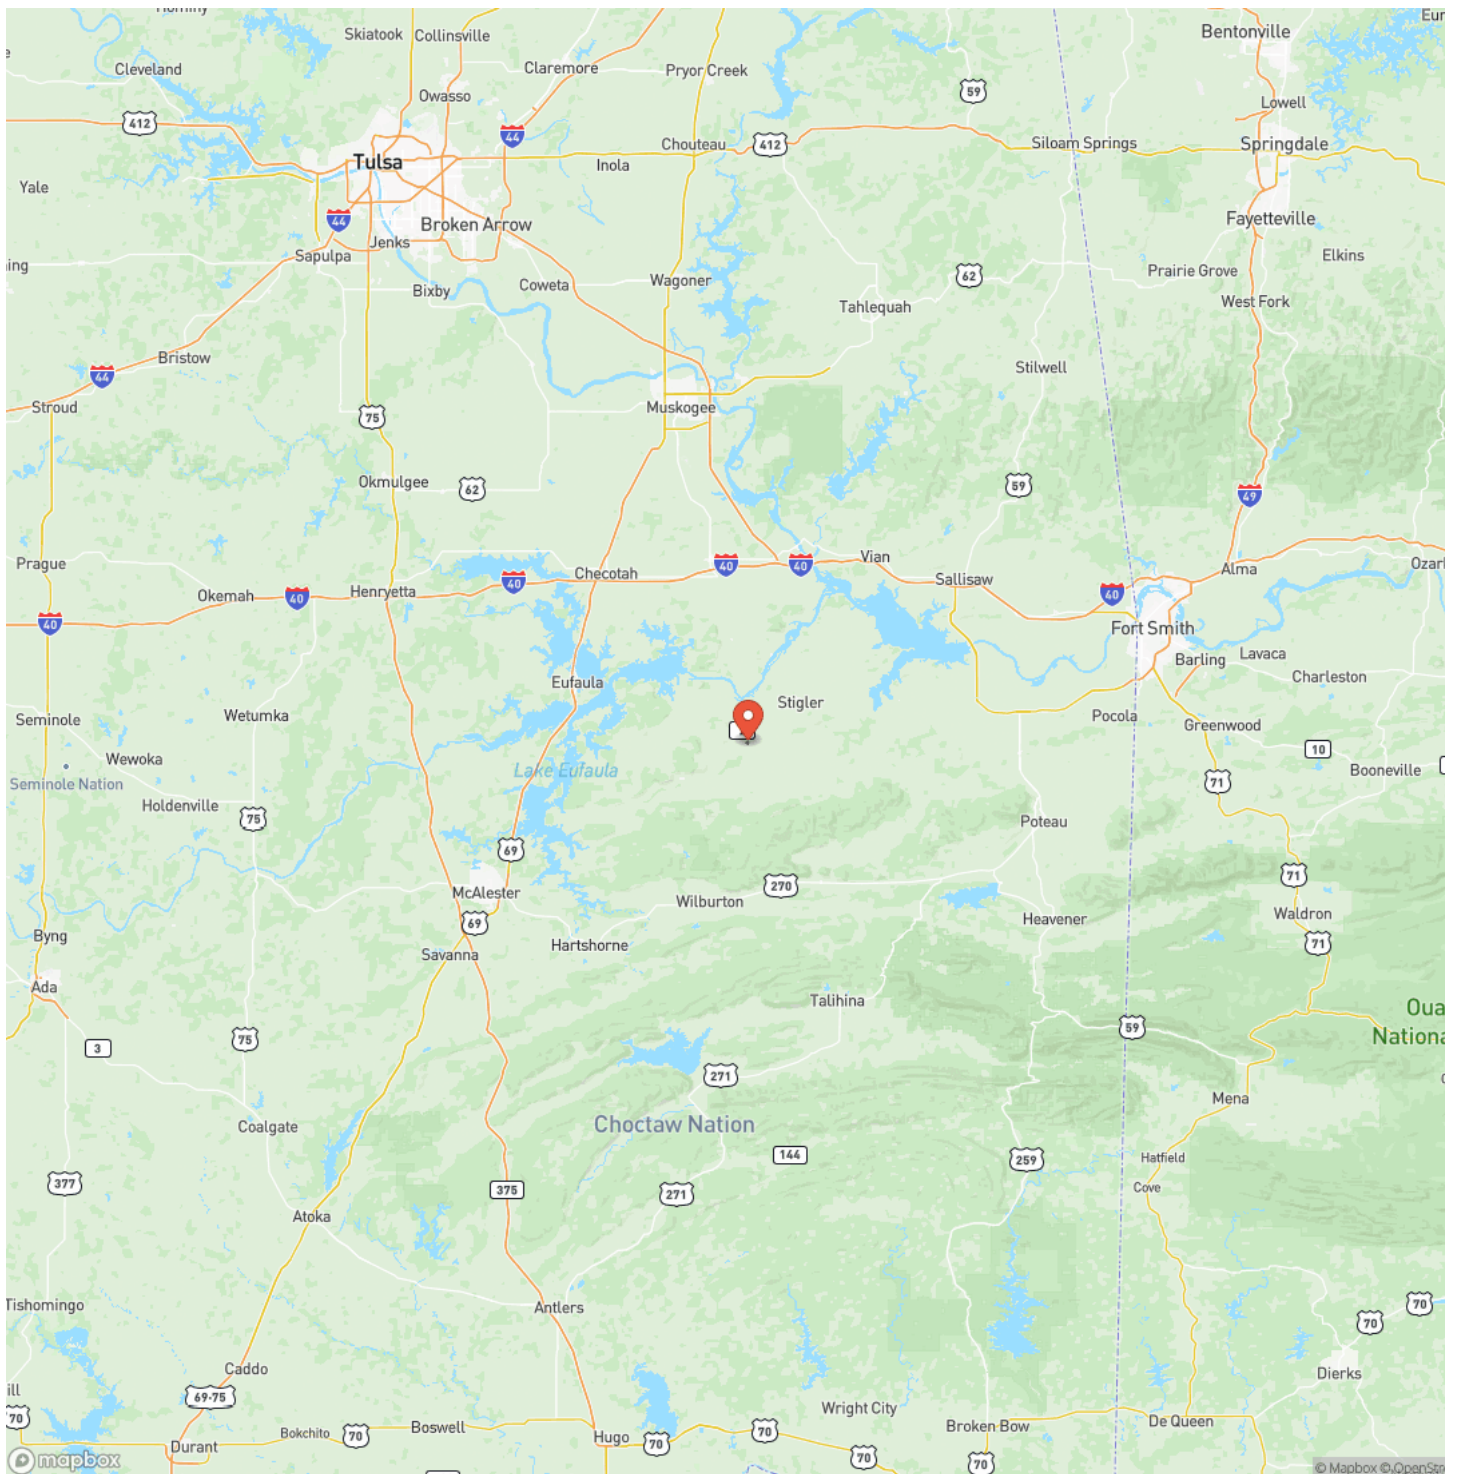 Skiatook
Collinsville
Bentonville
Cleveland
Claremore
Pryor Creek
59
Owasso
Lowell
412
44
Chouteau
412
Siloam Springs
Springdale
Tulsa
Inola
Yale
44
Broken Arrow
Fayetteville
Jenks
Sapulpa
Elkins
ing
Wagoner
62
Prairie Grove
Coweta
Bixby
Tahlequah
West Fork
Bristow
44
Stilwell
Stroud
75
Muskogee
Okmulgee
62
59
49
Prague
Vian
40
40
Checotah
Alma
Ozar
Okemah
40
Henryetta
40
Sallisaw
40
40
Fort Smith
Barling
Lavaca
Charleston
Eufaula
Stigler
Seminole
Wetumka
Pocola
Greenwood
10
Wewoka
Lake Eufaula
Booneville
Seminole Nation
71
Holdenville
75
Poteau
69
71
McAlester
270
Wilburton
Heavener
Waldron
69
Byng
Hartshorne
71
Savanna
Ada
Talihina
Oua
Nationa
3
75
59
271
Mena
Coalgate
Choctaw Nation
144
259
Hatfield
377
375
271
Cove
Atoka
Tishomingo
Antlers
70
70
Caddo
Dierks
69-75
ill
70
Wright City
Boswell
Broken Bow
De Queen
Bokchito
70
Hugo
70
70
Durant
70
70
mapbox
© Mapbox © OpenStre